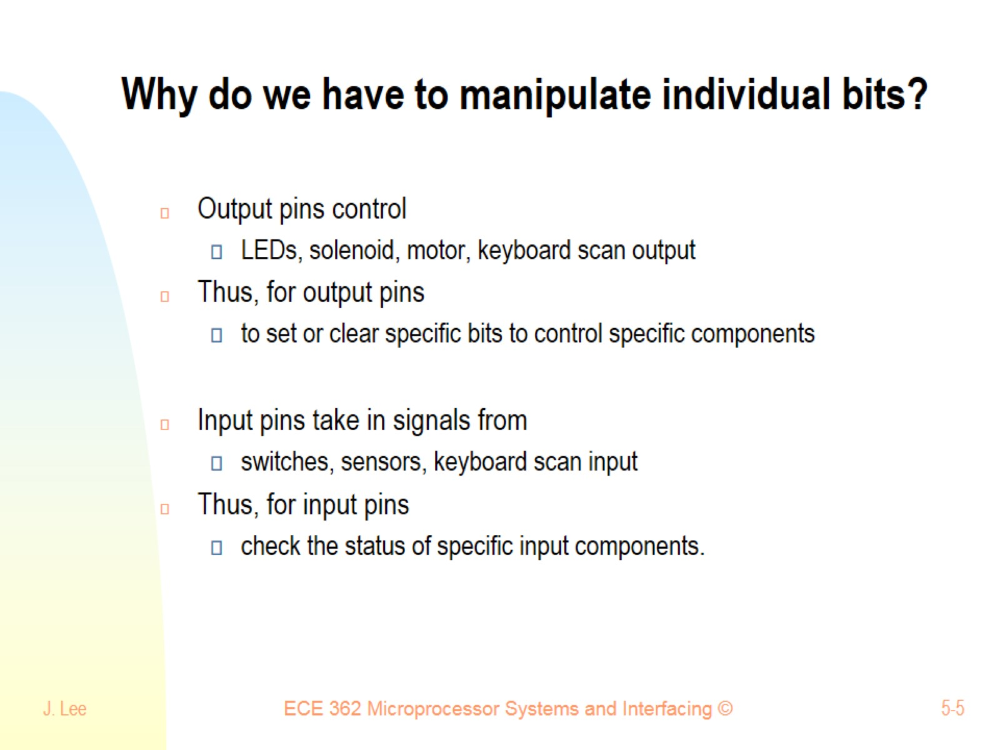 Why do we have to manipulate individual bits?
Output pins control
LEDs, solenoid, motor, keyboard scan output
Thus, for output pins
to set or clear specific bits to control specific components
Input pins take in signals from
switches, sensors, keyboard scan input
Thus, for input pins
check the status of specific input components.
J. Lee
ECE 362 Microprocessor Systems and Interfacing ©
5-5